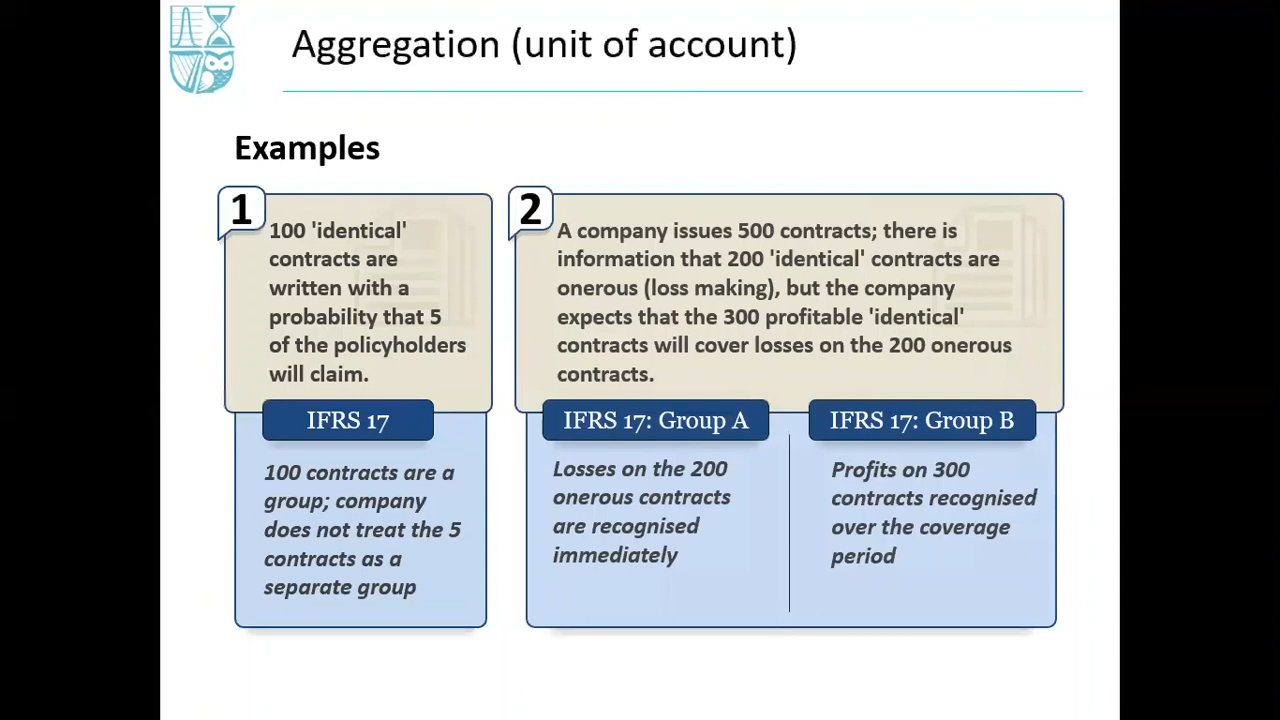 Aggregation (unit of account)
Examples
1
100 'identical'
contracts are
written with a
probability that 5
of the policyholders
will claim.
IFRS 17
100 contracts are a
group; company
does not treat the 5
contracts as a
separate group
2
A company issues 500 contracts; there is
information that 200 'identical' contracts are
onerous (loss making), but the company
expects that the 300 profitable 'identical'
contracts will cover losses on the 200 onerous
contracts.
IFRS 17: Group A
Losses on the 200
onerous contracts
are recognised
immediately
IFRS 17: Group B
Profits on 300
contracts recognised
over the coverage
period